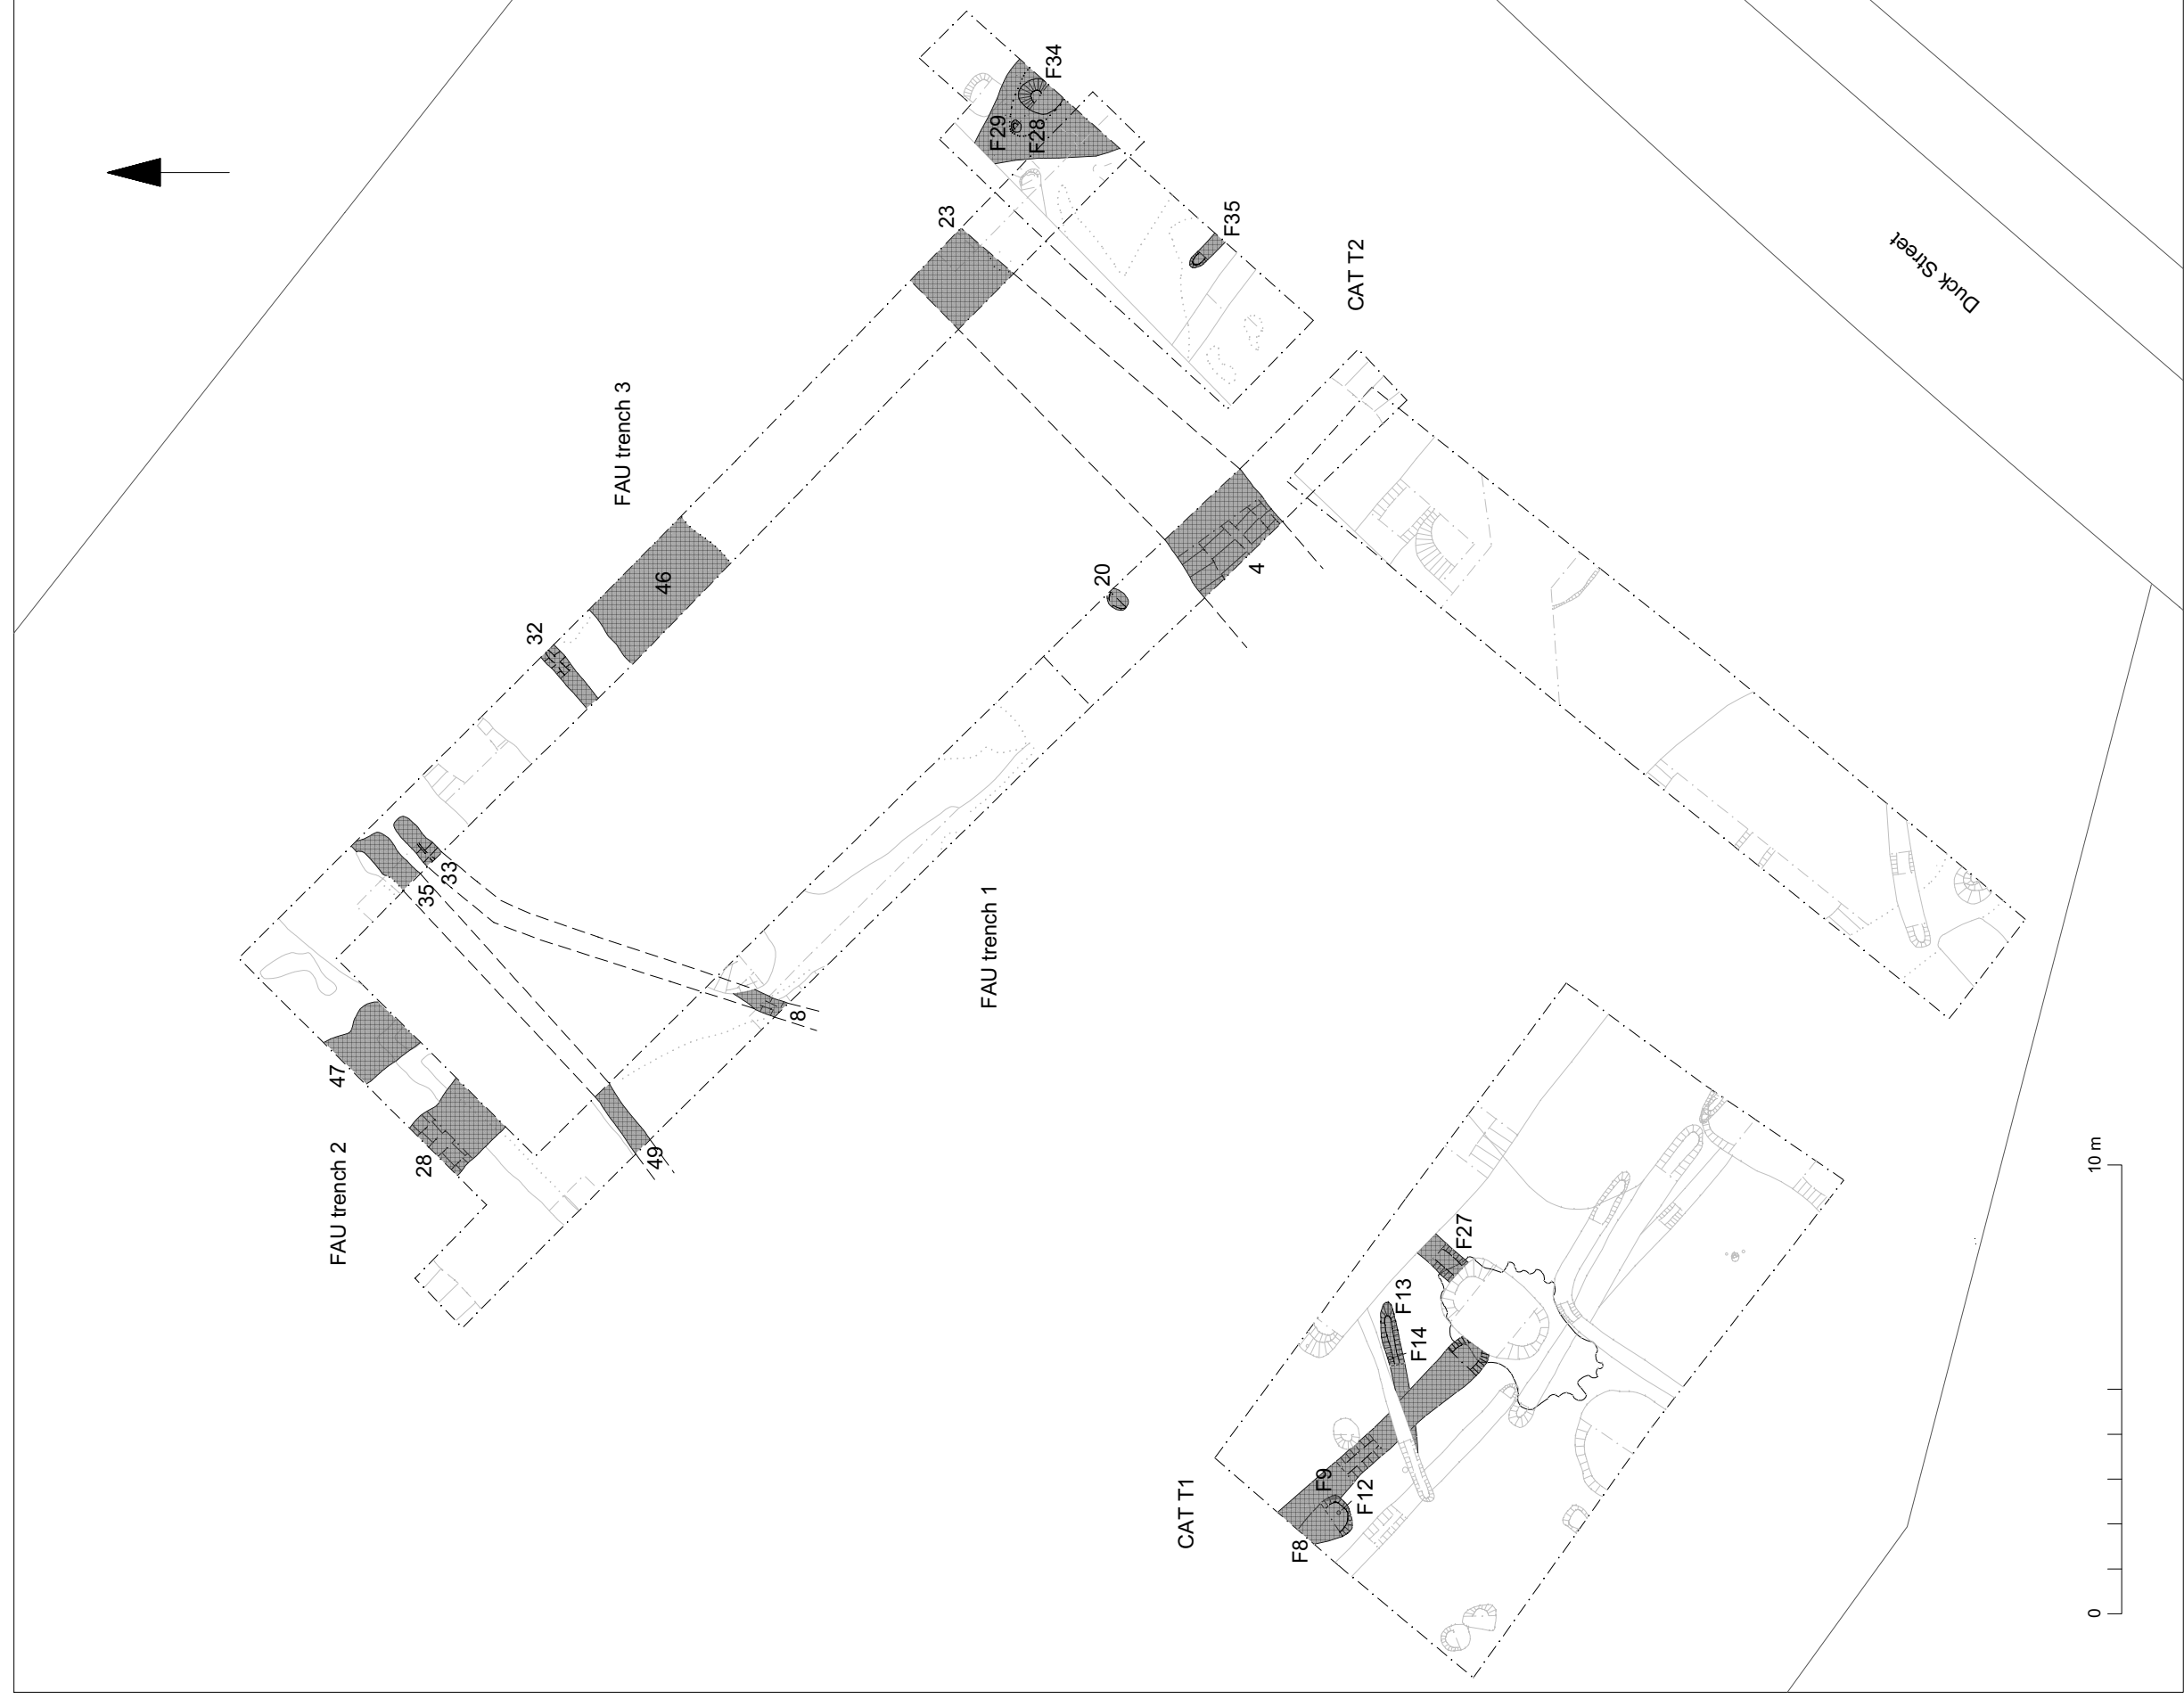 F34
F29
F28
23
F35
CAT T2
Duck Street
FAU trench 3
46
32
20
4
33
35
FAU trench 1
8
47
28
FAU trench 2
49
10 m
0
F27
F13
F14
F9
F12
F8
CAT T1